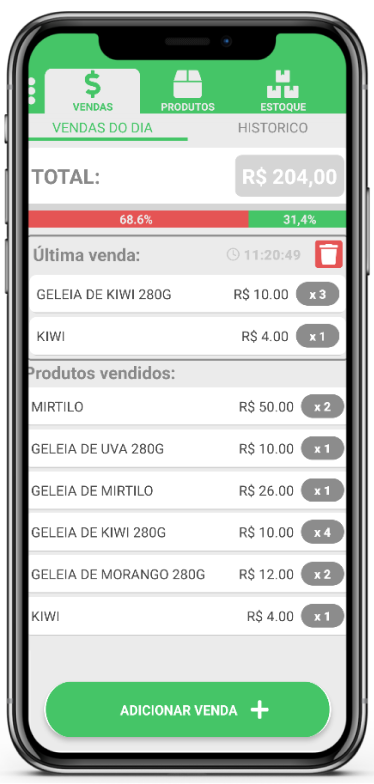 VENDAS
PRODUTOS
ESTOQUE
VENDAS DO DIA
HISTORICO
TOTAL:
R$ 204,00
68.6%
31,4%
Última venda:
11:20:49
GELEIA DE KIWI 280G R$ 10.00 x 3
KIWI R$ 4.00 x 1
Produtos vendidos:
MIRTILO R$ 50.00 x 2
GELEIA DE UVA 280G R$ 10.00 x 1
GELEIA DE MIRTILO R$ 26.00 x 1
GELEIA DE KIWI 280G R$ 10.00 x 4
GELEIA DE MORANGO 280G R$ 12.00 x 2
KIWI R$ 4.00 x 1
ADICIONAR VENDA +